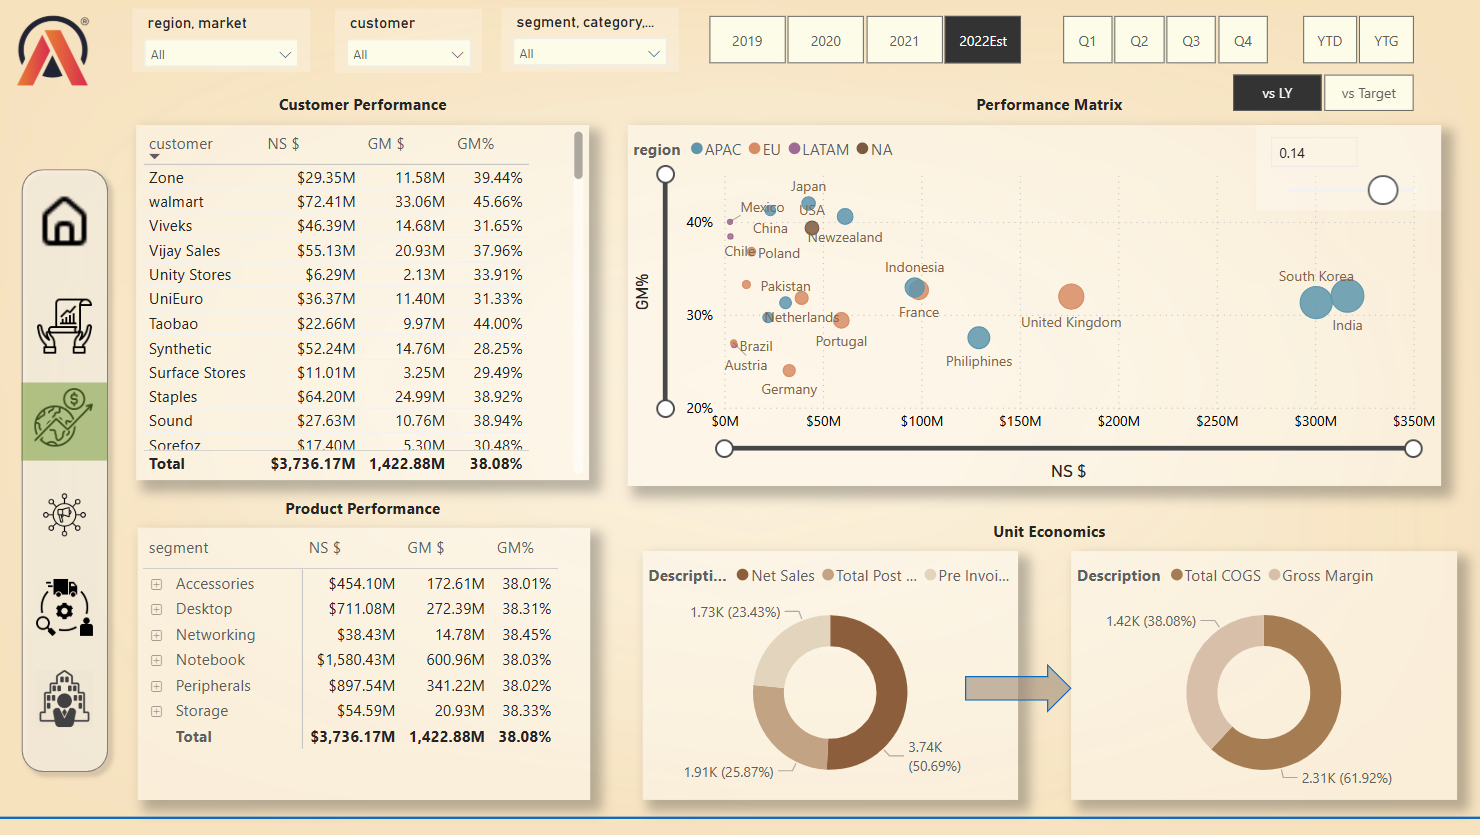 region, market
All
customer
All
segment, category,...
All
2019
2020
2021
2022Est
Q1
Q2
Q3
Q4
YTD
YTG
vs LY
vs Target
®
Customer Performance
customer NS $ GM $ GM%
Zone $29.35M 11.58M 39.44%
walmart $72.41M 33.06M 45.66%
Viveks $46.39M 14.68M 31.65%
Vijay Sales $55.13M 20.93M 37.96%
Unity Stores $6.29M 2.13M 33.91%
UniEuro $36.37M 11.40M 31.33%
Taobao $22.66M 9.97M 44.00%
Synthetic $52.24M 14.76M 28.25%
Surface Stores $11.01M 3.25M 29.49%
Staples $64.20M 24.99M 38.92%
Sound $27.63M 10.76M 38.94%
Sorefoz $17.40M 5.30M 30.48%
Total $3,736.17M 1,422.88M 38.08%
Performance Matrix
region APAC EU LATAM NA
0.14
GM%
40%
30%
20%
Japan
Mexico
USA
China
Newzealand
Chile
Poland
Indonesia
South Korea
Pakistan
France
Netherlands
United Kingdom
India
Portugal
Brazil
Philiphines
Austria
Germany
$0M $50M $100M $150M $200M $250M $300M $350M
NS $
Product Performance
segment NS $ GM $ GM%
Accessories $454.10M 172.61M 38.01%
Desktop $711.08M 272.39M 38.31%
Networking $38.43M 14.78M 38.45%
Notebook $1,580.43M 600.96M 38.03%
Peripherals $897.54M 341.22M 38.02%
Storage $54.59M 20.93M 38.33%
Total $3,736.17M 1,422.88M 38.08%
Unit Economics
Descripti... Net Sales Total Post ... Pre Invoi...
1.73K (23.43%)
3.74K
(50.69%)
1.91K (25.87%)
Description Total COGS Gross Margin
1.42K (38.08%)
2.31K (61.92%)